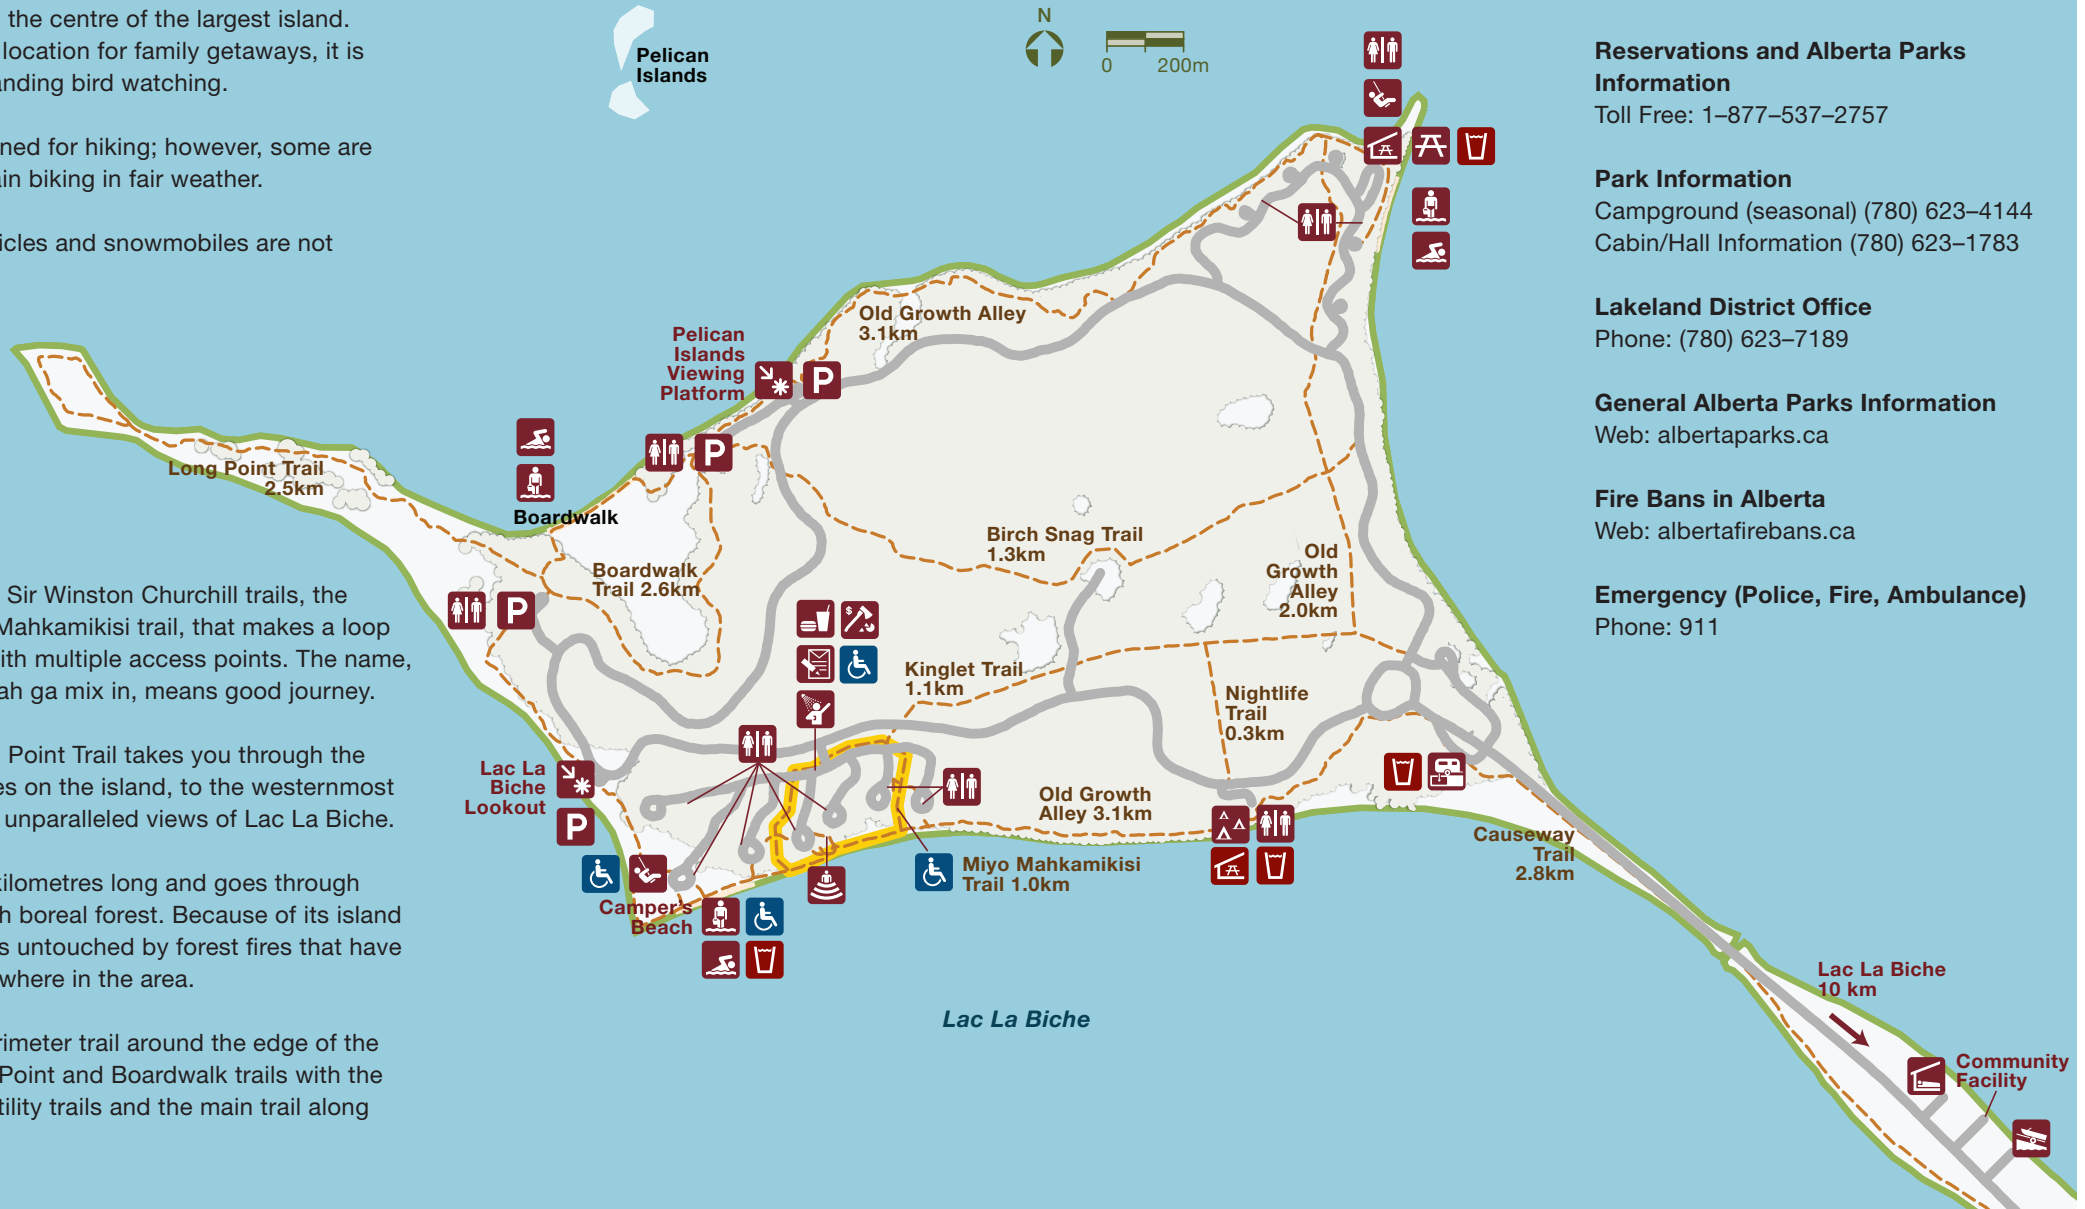 the centre of the largest island.
location for family getaways, it is
anding bird watching.
ned for hiking; however, some are
ain biking in fair weather.
icles and snowmobiles are not
Sir Winston Churchill trails, the
Mahkamikisi trail, that makes a loop
ith multiple access points. The name,
ah ga mix in, means good journey.
Point Trail takes you through the
es on the island, to the westernmost
unparalleled views of Lac La Biche.
kilometres long and goes through
h boreal forest. Because of its island
s untouched by forest fires that have
where in the area.
rimeter trail around the edge of the
Point and Boardwalk trails with the
tility trails and the main trail along
Pelican
Islands
N
0 200m
Old Growth Alley
3.1km
Pelican
Islands
Viewing
Platform
P
P
Long Point Trail
2.5km
Boardwalk
Boardwalk
Trail 2.6km
P
Birch Snag Trail
1.3km
Old
Growth
Alley
2.0km
$
Kinglet Trail
1.1km
Nightlife
Trail
0.3km
Lac La
Biche
Lookout
P
Old Growth
Alley 3.1km
Miyo Mahkamikisi
Trail 1.0km
Camper's
Beach
Causeway
Trail
2.8km
Lac La Biche
Lac La Biche
10 km
Community
Facility
Reservations and Alberta Parks
Information
Toll Free: 1–877–537–2757
Park Information
Campground (seasonal) (780) 623–4144
Cabin/Hall Information (780) 623–1783
Lakeland District Office
Phone: (780) 623–7189
General Alberta Parks Information
Web: albertaparks.ca
Fire Bans in Alberta
Web: albertafirebans.ca
Emergency (Police, Fire, Ambulance)
Phone: 911